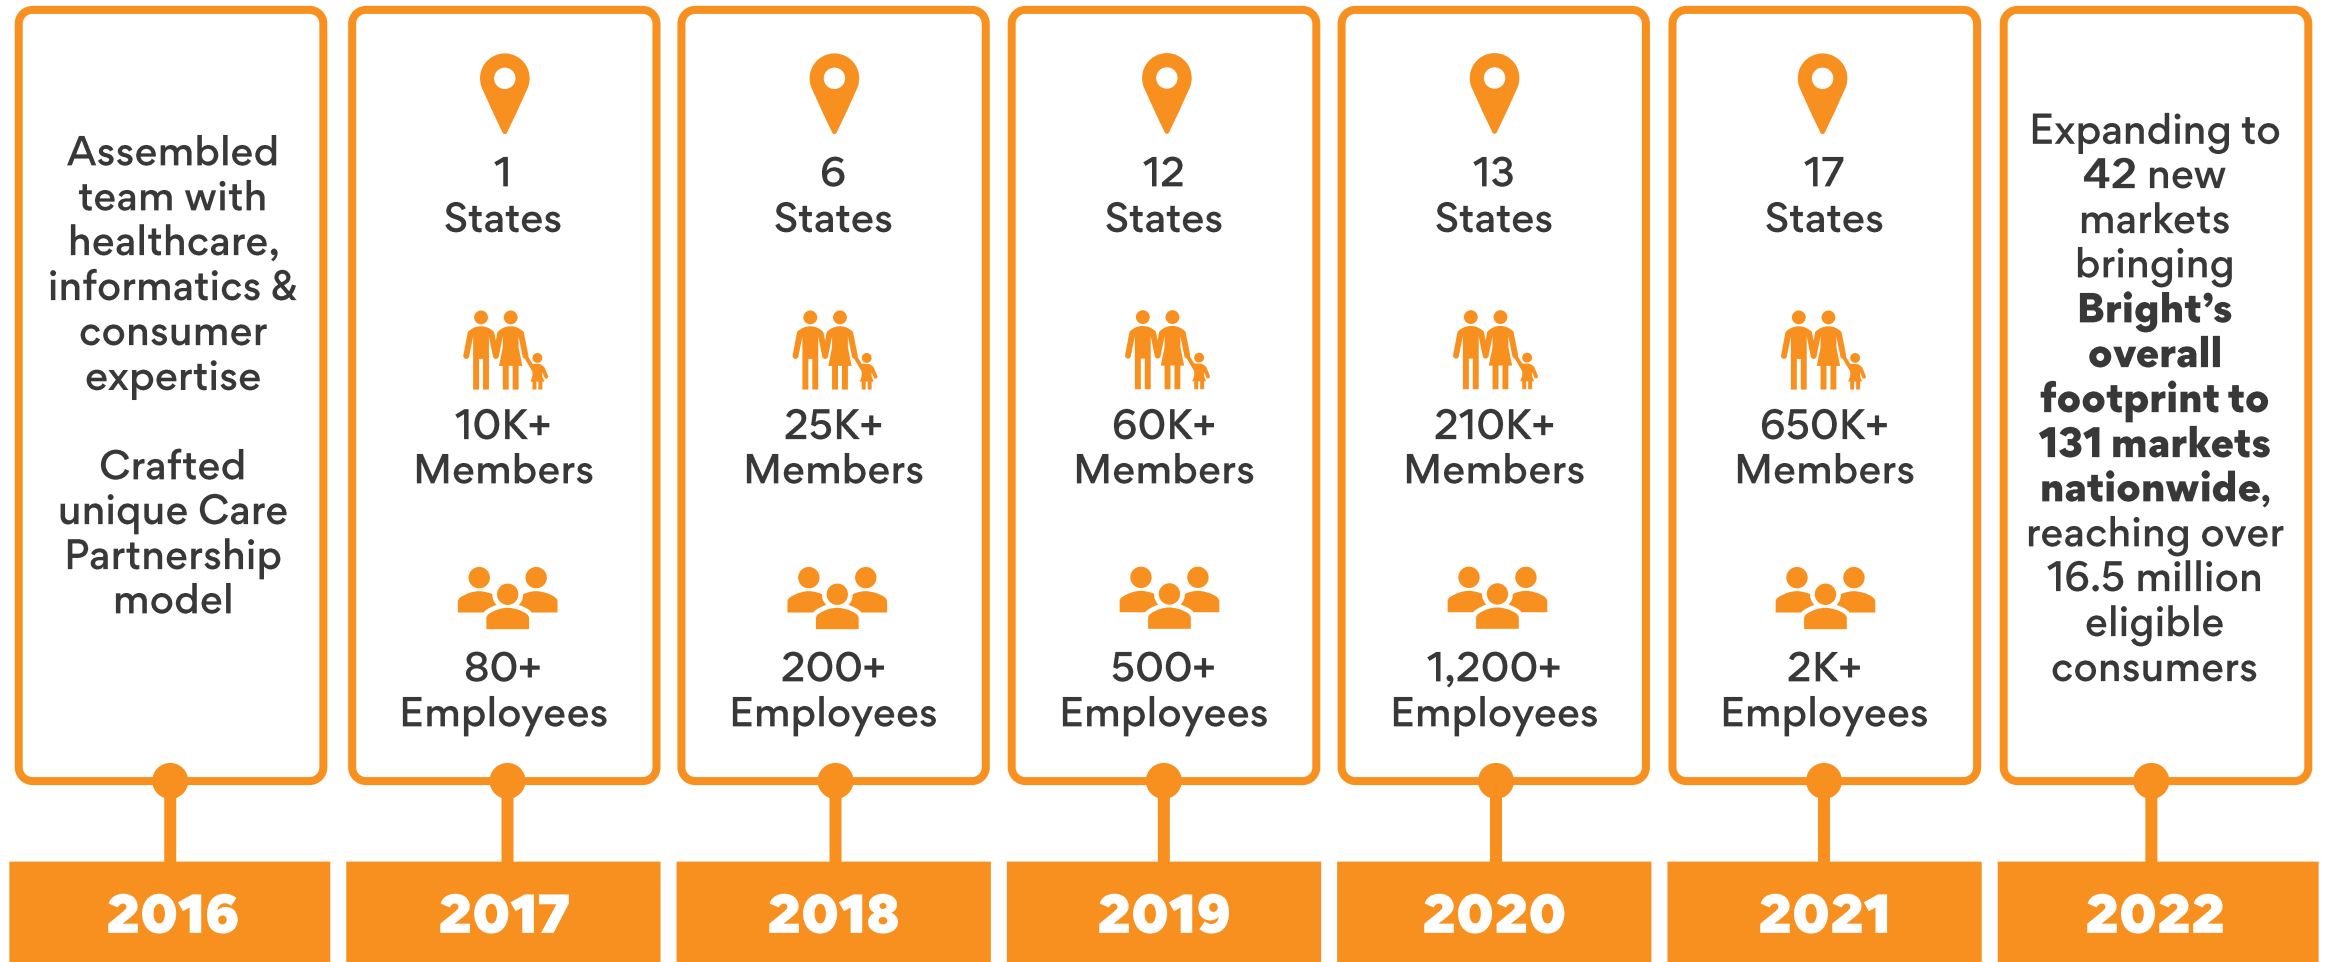 Assembled
team with
healthcare,
informatics &
consumer
expertise
Crafted
unique Care
Partnership
model
2016
1
States
10K+
Members
80+
Employees
2017
6
States
25K+
Members
200+
Employees
2018
12
States
60K+
Members
500+
Employees
2019
13
States
210K+
Members
1,200+
Employees
2020
17
States
650K+
Members
2K+
Employees
2021
Expanding to
42 new
markets
bringing
Bright’s
overall
footprint to
131 markets
nationwide,
reaching over
16.5 million
eligible
consumers
2022